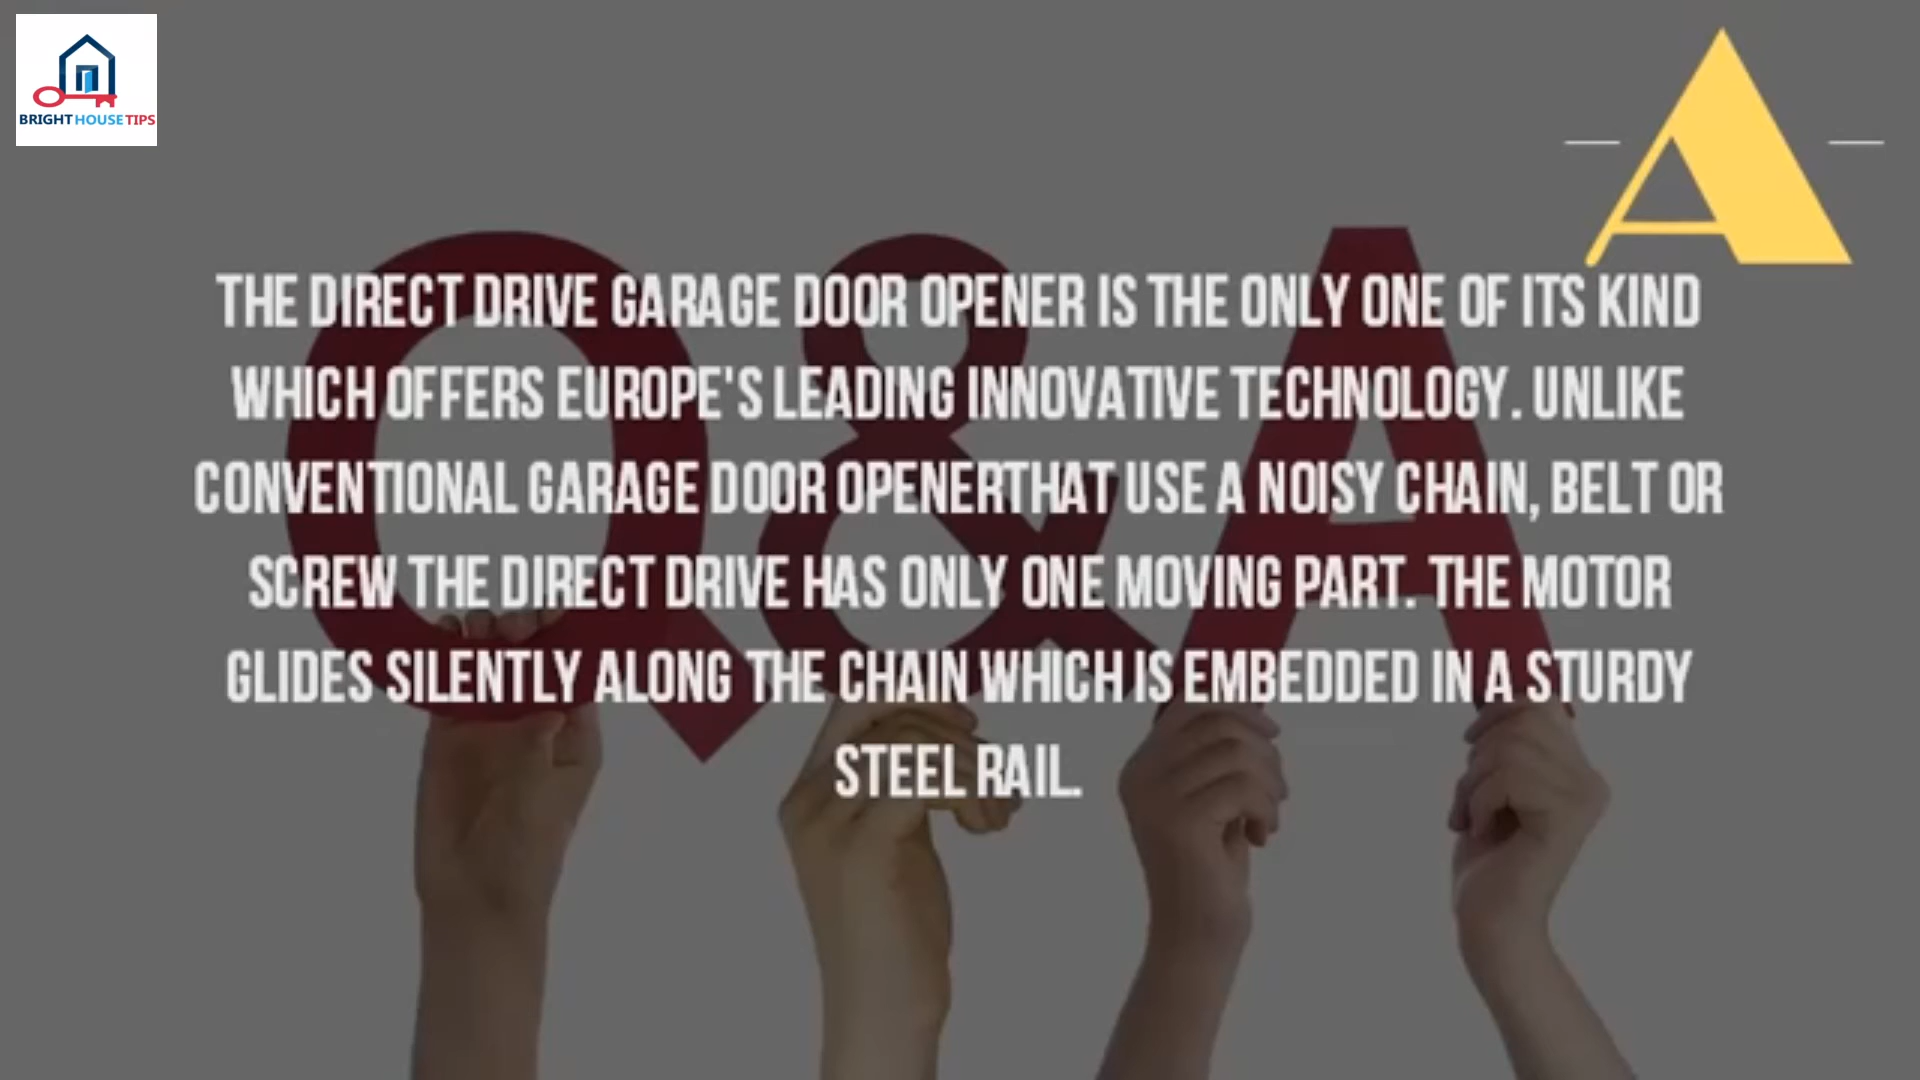 BRIGHT HOUSE TIPS
A
Q&A
THE DIRECT DRIVE GARAGE DOOR OPENER IS THE ONLY ONE OF ITS KIND
WHICH OFFERS EUROPE'S LEADING INNOVATIVE TECHNOLOGY. UNLIKE
CONVENTIONAL GARAGE DOOR OPENERTHAT USE A NOISY CHAIN, BELT OR
SCREW THE DIRECT DRIVE HAS ONLY ONE MOVING PART. THE MOTOR
GLIDES SILENTLY ALONG THE CHAIN WHICH IS EMBEDDED IN A STURDY
STEEL RAIL.